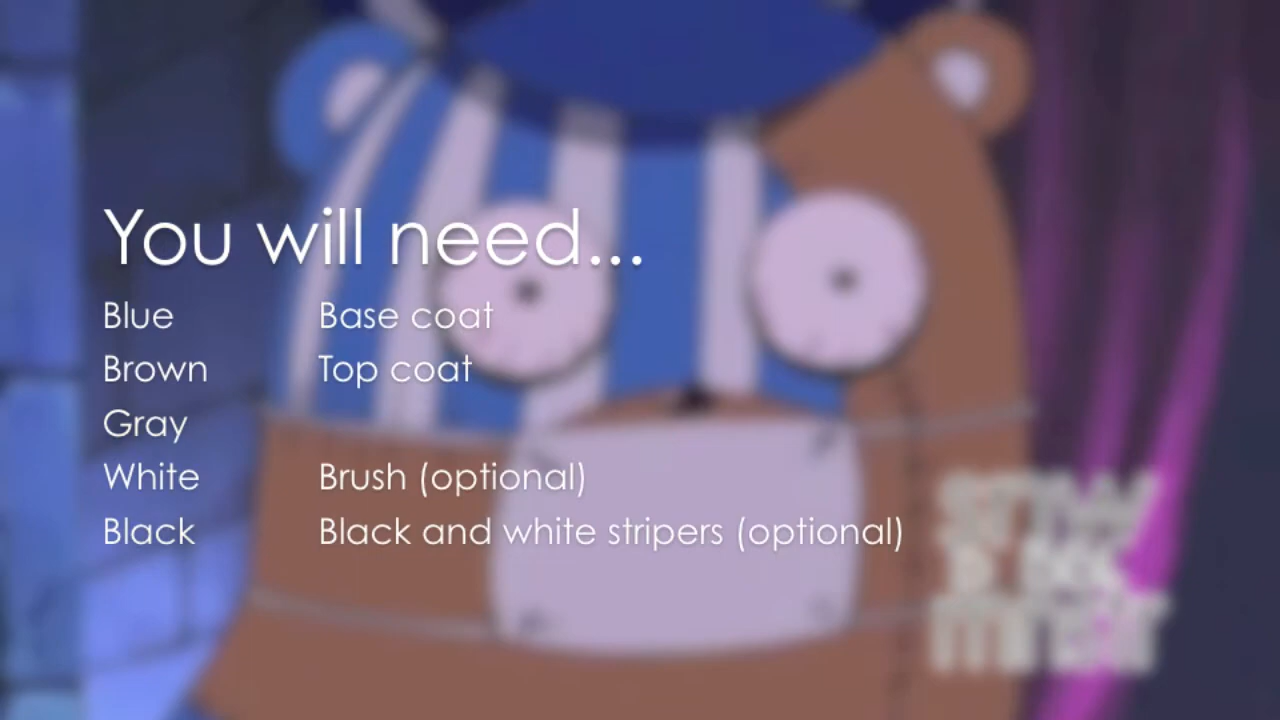 You will need...
Blue Base coat
Brown Top coat
Gray
White Brush (optional)
Black Black and white stripers (optional)